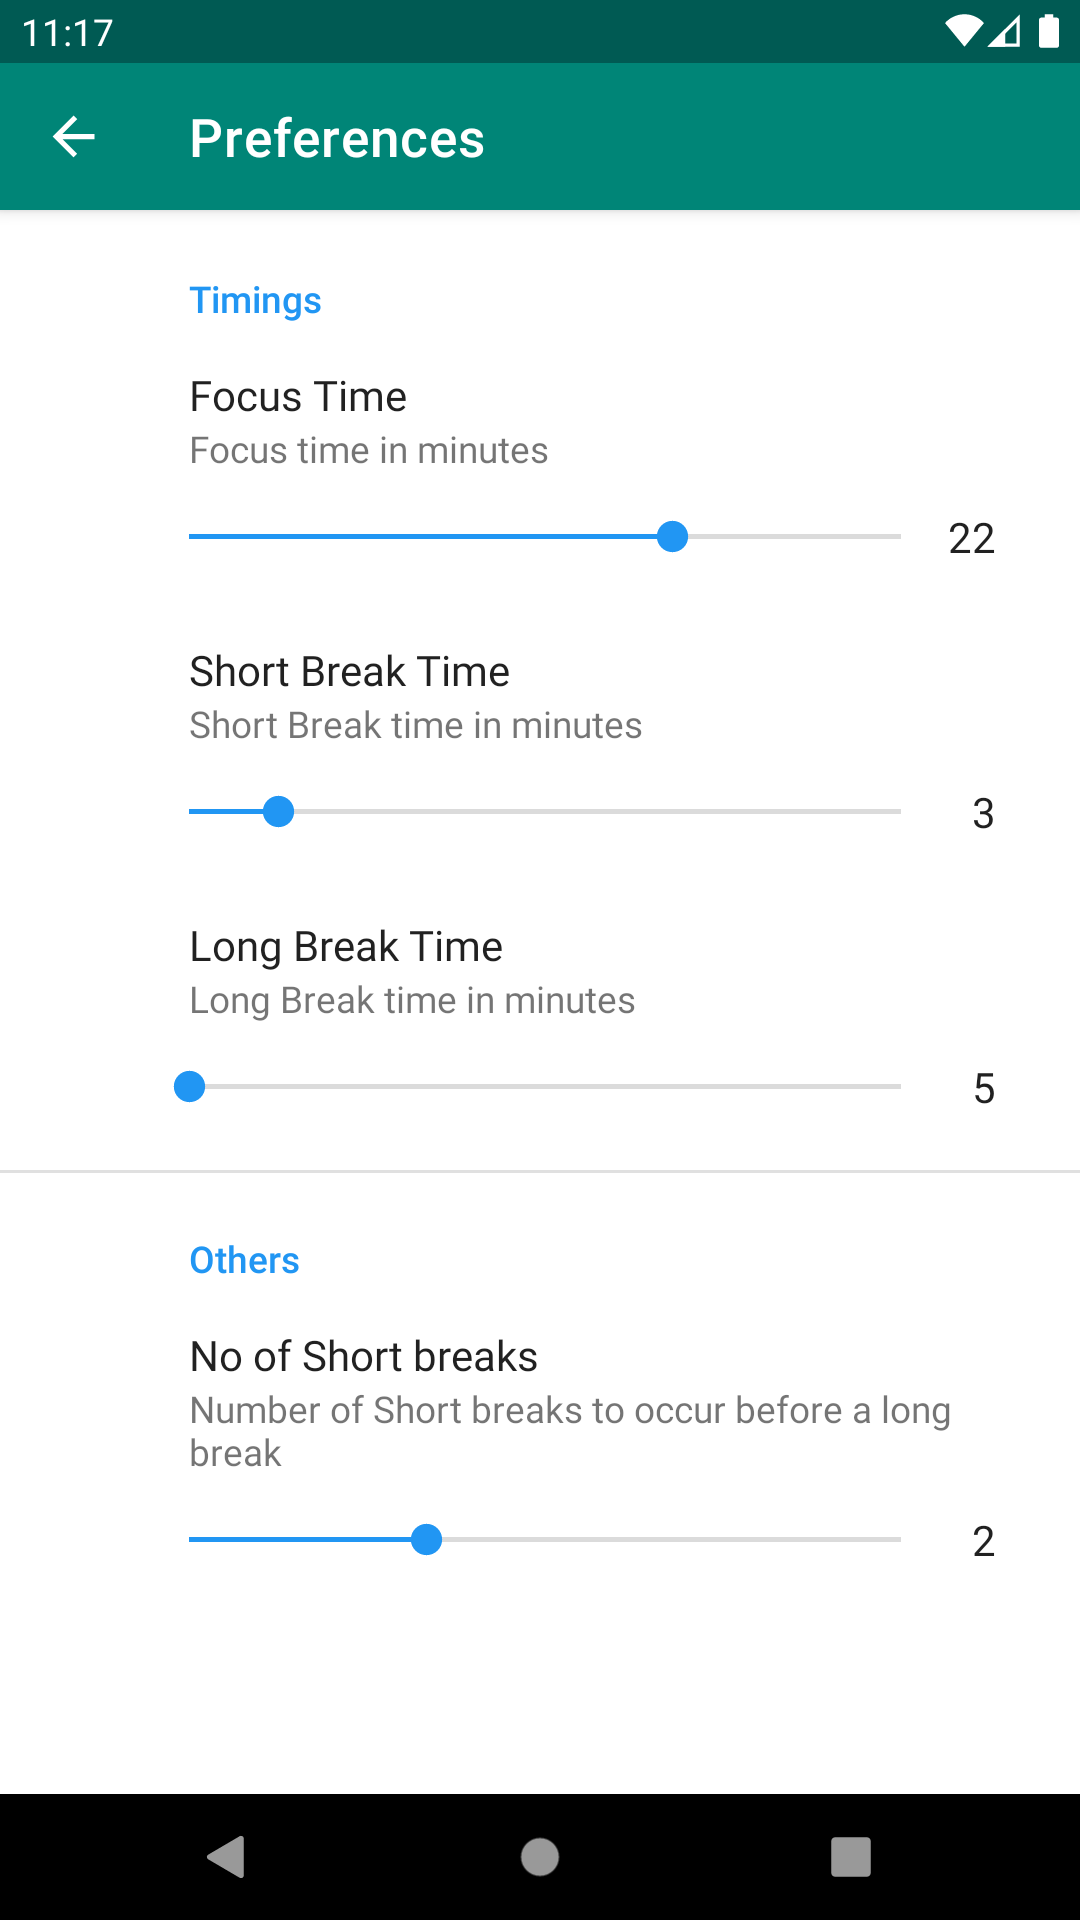 11:17
Preferences
Timings
Focus Time
Focus time in minutes
22
Short Break Time
Short Break time in minutes
3
Long Break Time
Long Break time in minutes
5
Others
No of Short breaks
Number of Short breaks to occur before a long
break
2